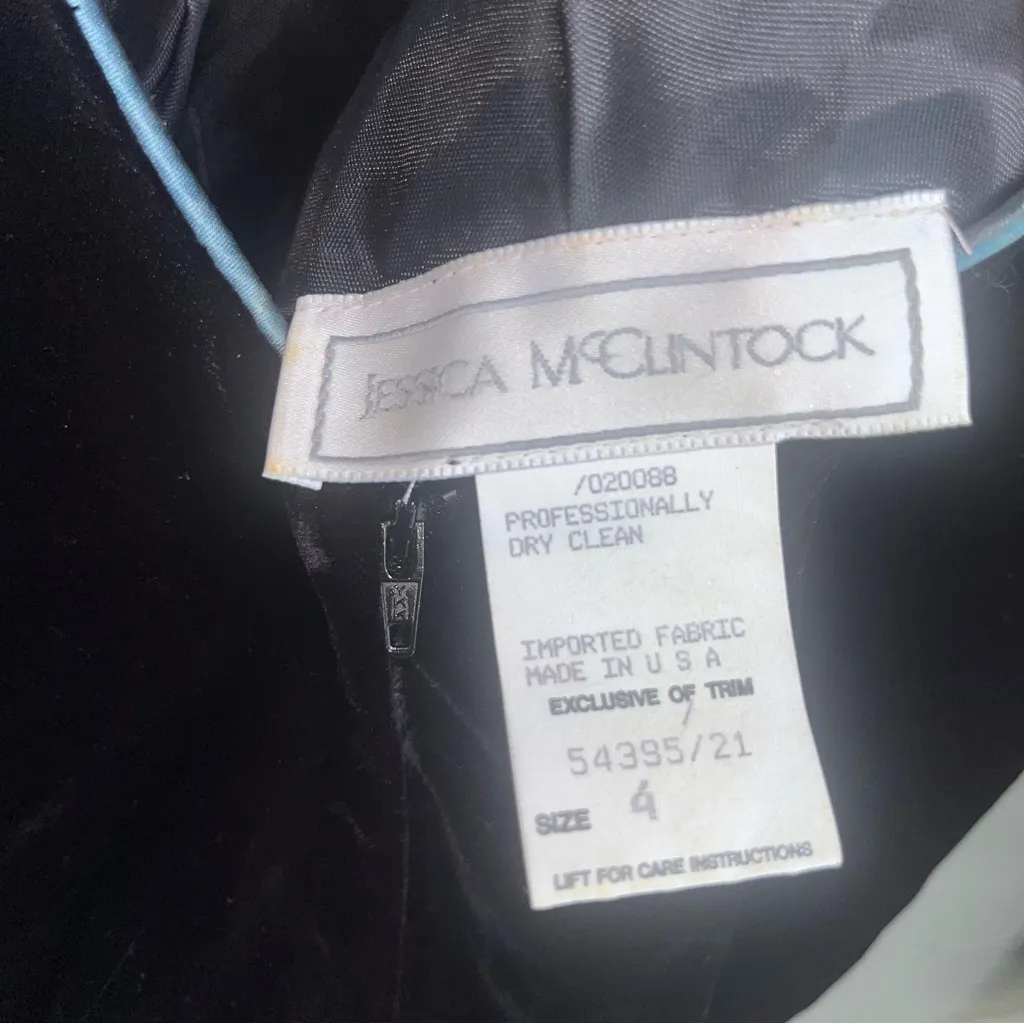 JESSICA MCCLINTOCK
/020088
PROFESSIONALLY
DRY CLEAN
IMPORTED FABRIC
MADE IN U S A
EXCLUSIVE OF TRIM
/
54395/21
SIZE 4
LIFT FOR CARE INSTRUCTIONS
YKK